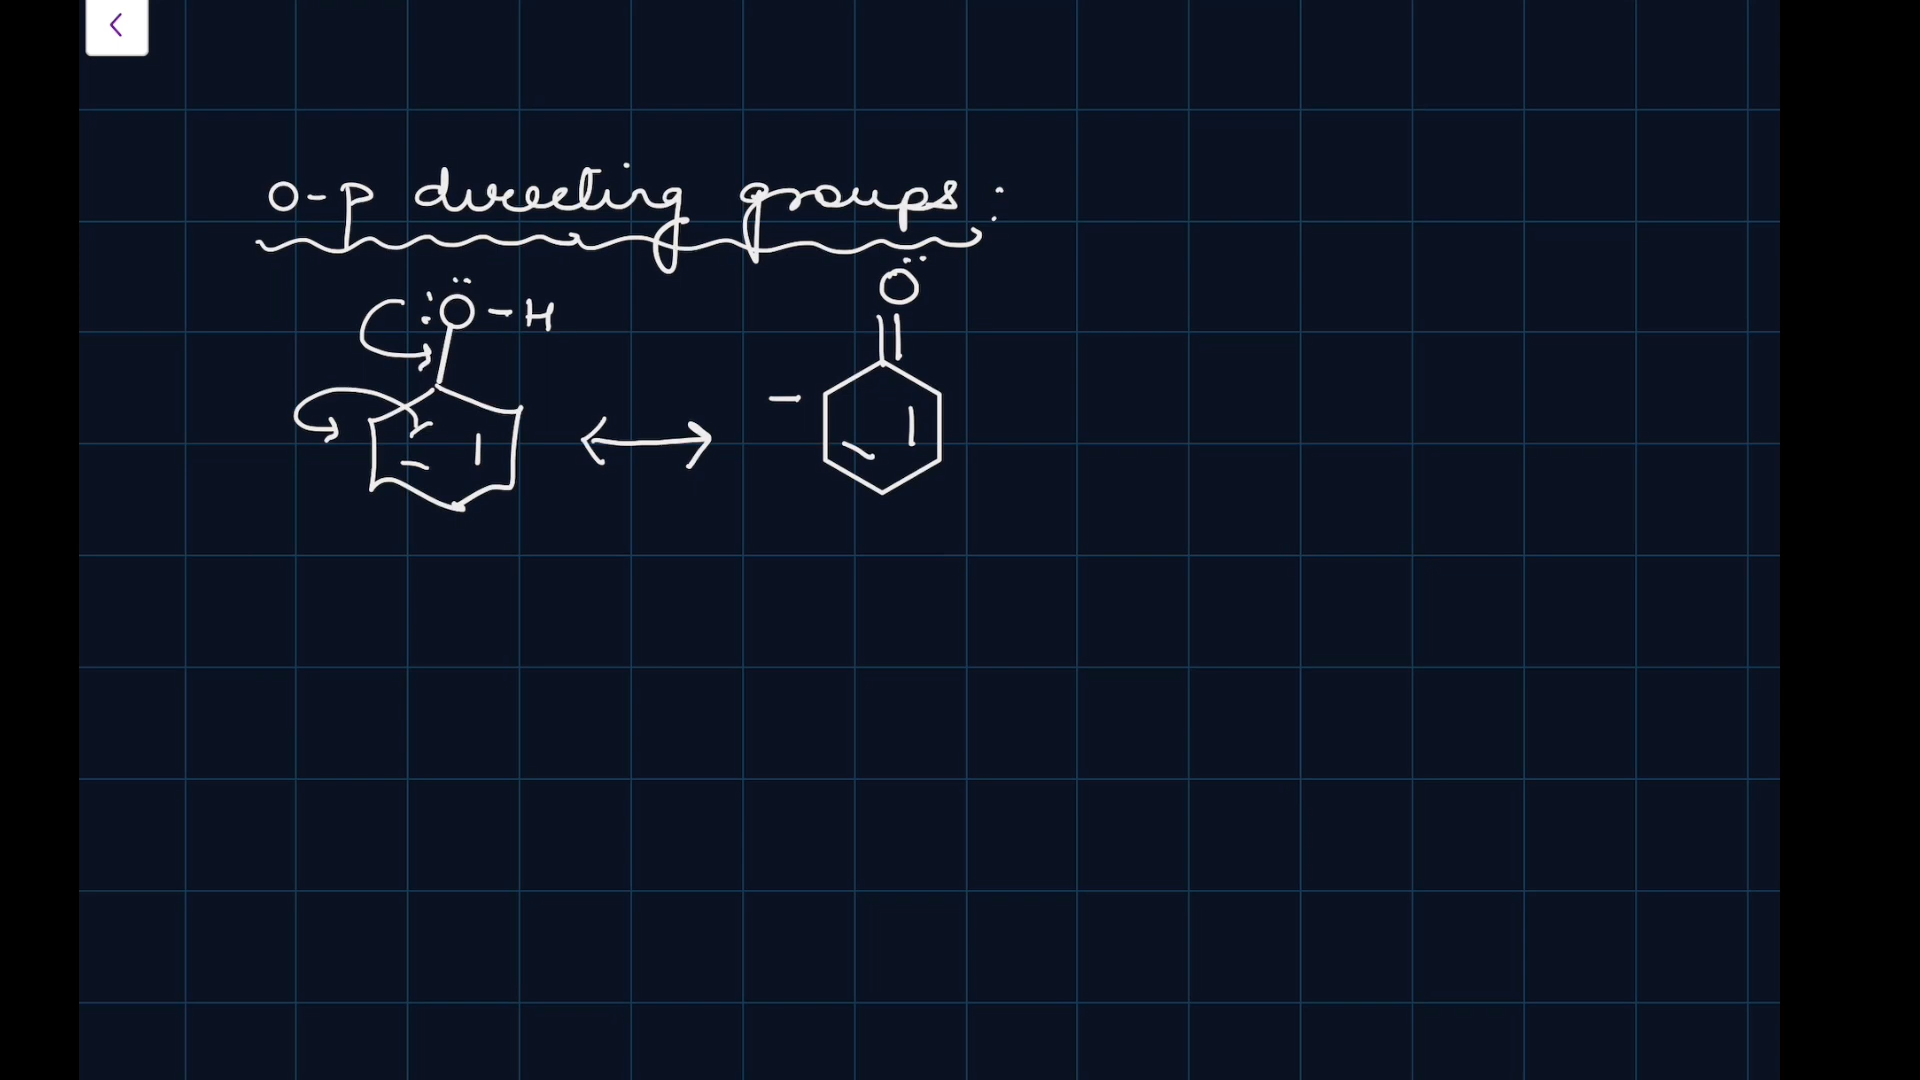 o-p directing groups:
:Ö-H
Ö
-